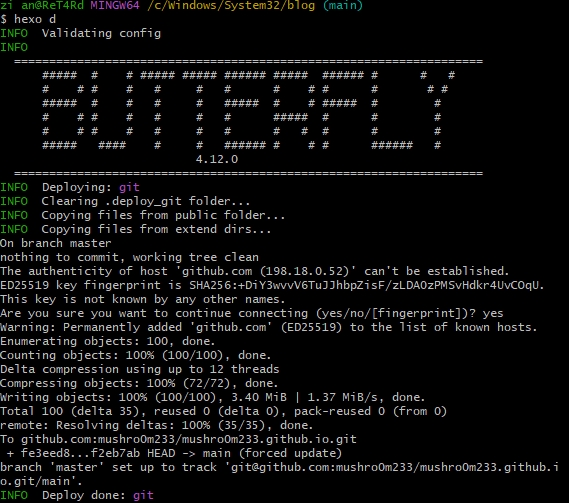 zi an@ReT4Rd MINGW64 /c/Windows/System32/blog (main)
$ hexo d
INFO  Validating config
INFO
===================================================================
BUTTERFLY
4.12.0
===================================================================
INFO  Deploying: git
INFO  Clearing .deploy_git folder...
INFO  Copying files from public folder...
INFO  Copying files from extend dirs...
On branch master
nothing to commit, working tree clean
The authenticity of host 'github.com (198.18.0.52)' can't be established.
ED25519 key fingerprint is SHA256:+DiY3wvvV6TuJJhbpZisF/zLDA0zPMSvHdkr4UvCOqU.
This key is not known by any other names.
Are you sure you want to continue connecting (yes/no/[fingerprint])? yes
Warning: Permanently added 'github.com' (ED25519) to the list of known hosts.
Enumerating objects: 100, done.
Counting objects: 100% (100/100), done.
Delta compression using up to 12 threads
Compressing objects: 100% (72/72), done.
Writing objects: 100% (100/100), 3.40 MiB | 1.37 MiB/s, done.
Total 100 (delta 35), reused 0 (delta 0), pack-reused 0 (from 0)
remote: Resolving deltas: 100% (35/35), done.
To github.com:mushro0m233/mushro0m233.github.io.git
 + fe3eed8...f2eb7ab HEAD -> main (forced update)
branch 'master' set up to track 'git@github.com:mushro0m233/mushro0m233.github.i
o.git/main'.
INFO  Deploy done: git